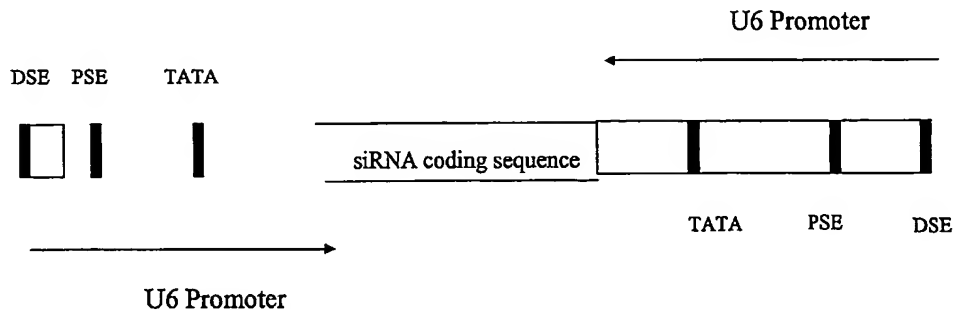 U6 Promoter
DSE PSE TATA
siRNA coding sequence
TATA PSE DSE
U6 Promoter